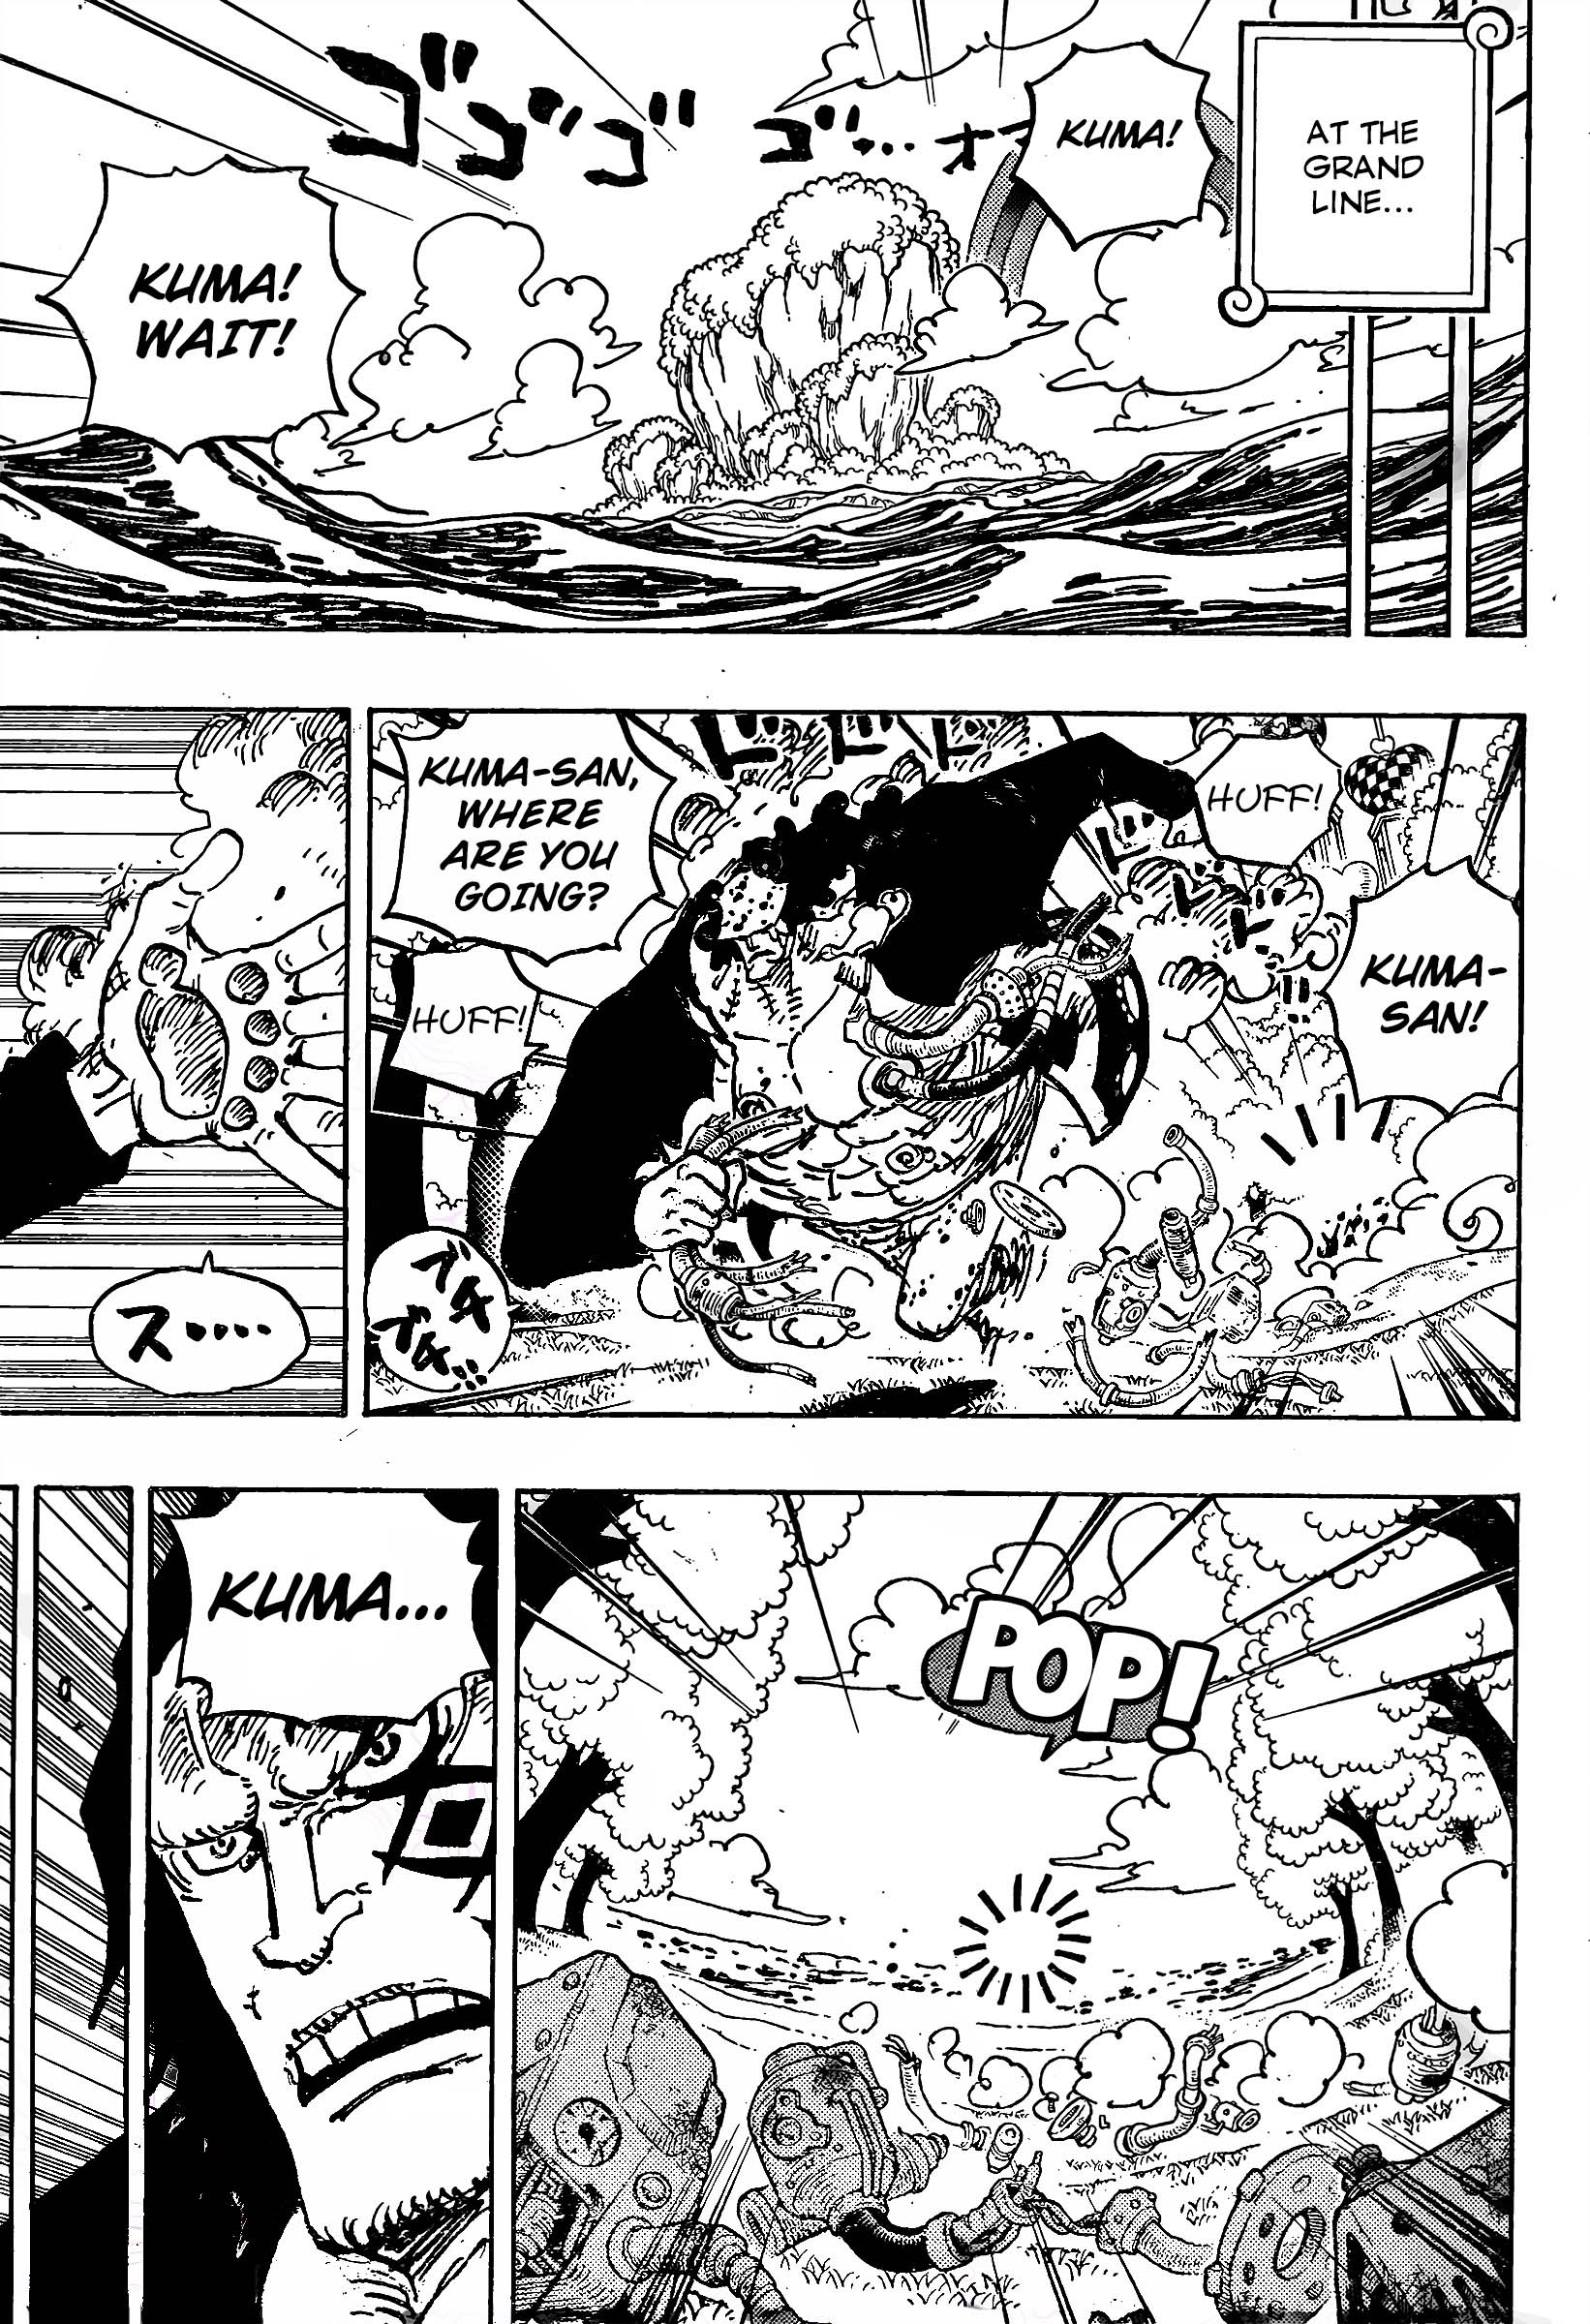 AT THE
GRAND
LINE...
KUMA!
オオ
ゴゴゴゴ...
KUMA!
WAIT!
HUFF!
KUMA-
SAN!
KUMA-SAN,
WHERE
ARE YOU
GOING?
HUFF!
ブチ
ブチ..
ス.....
POP!
KUMA...